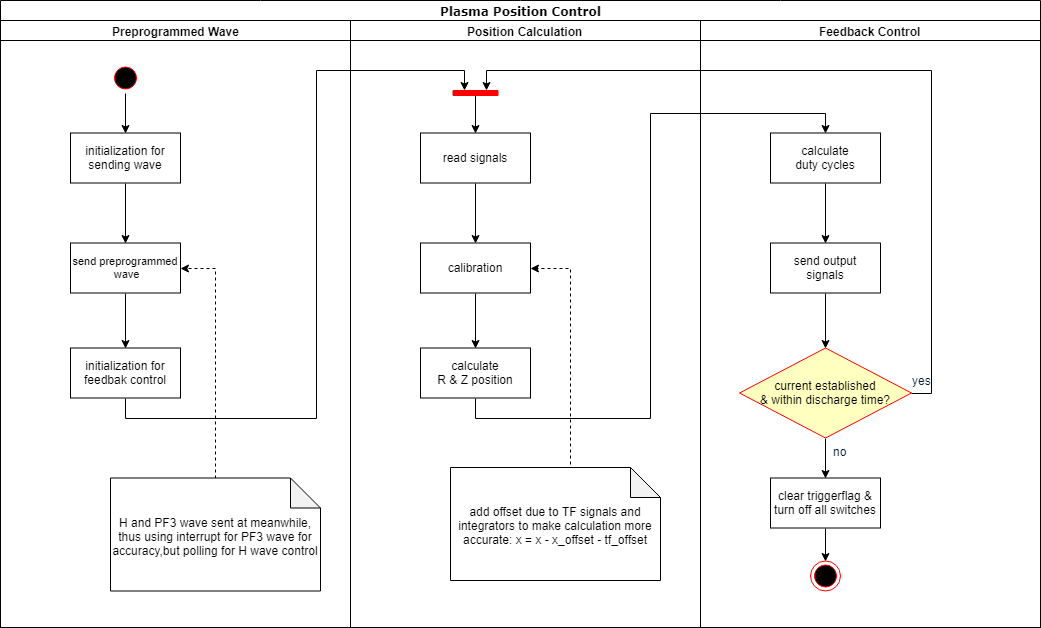 Plasma Position Control
Preprogrammed Wave
Position Calculation
Feedback Control
initialization for
sending wave
send preprogrammed
wave
initialization for
feedbak control
H and PF3 wave sent at meanwhile,
thus using interrupt for PF3 wave for
accuracy,but polling for H wave control
read signals
calibration
calculate
R & Z position
add offset due to TF signals and
integrators to make calculation more
accurate: x = x - x_offset - tf_offset
calculate
duty cycles
send output
signals
current established
& within discharge time?
yes
no
clear triggerflag &
turn off all switches